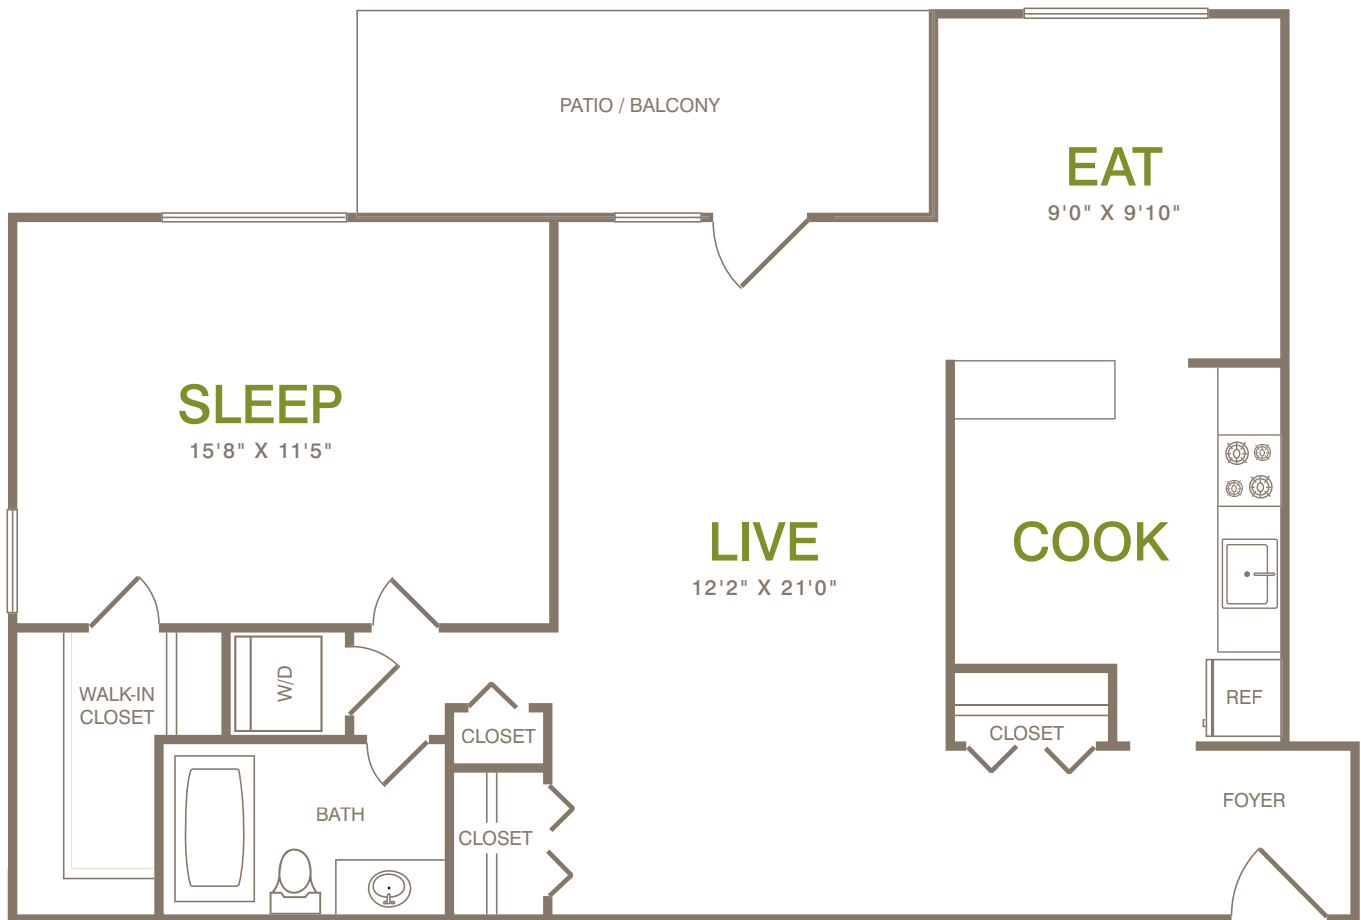 PATIO / BALCONY
EAT
9'0" X 9'10"
SLEEP
15'8" X 11'5"
LIVE
12'2" X 21'0"
COOK
W/D
WALK-IN
CLOSET
REF
CLOSET
CLOSET
FOYER
BATH
CLOSET